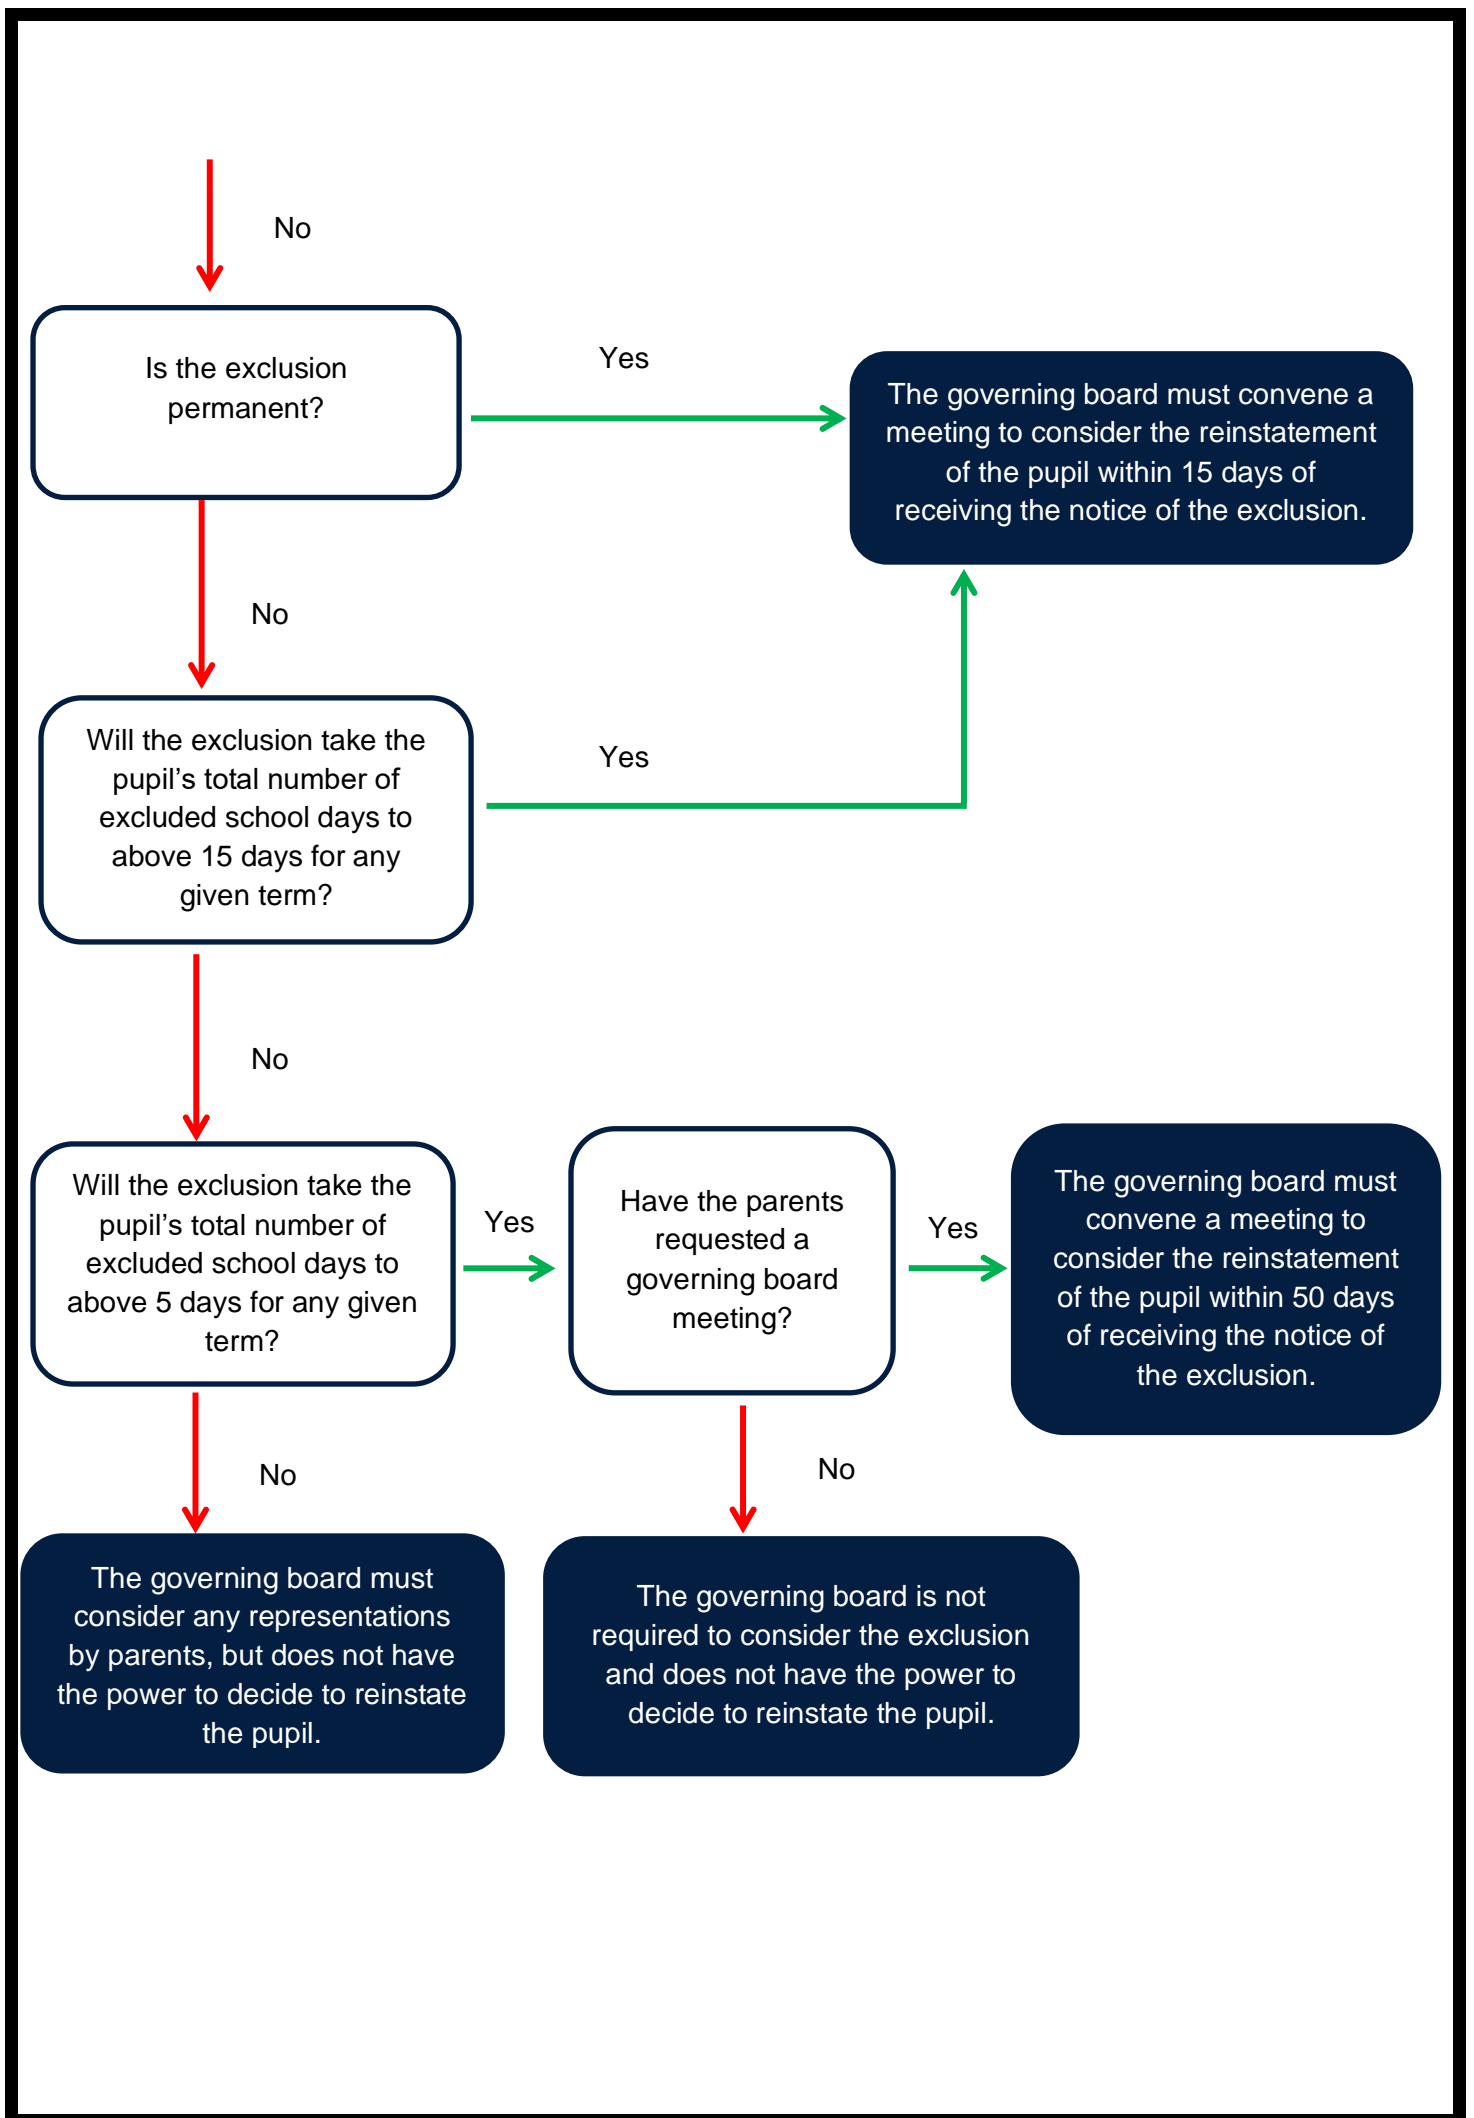 No
Is the exclusion
permanent?
Yes
The governing board must convene a
meeting to consider the reinstatement
of the pupil within 15 days of
receiving the notice of the exclusion.
No
Will the exclusion take the
pupil’s total number of
excluded school days to
above 15 days for any
given term?
Yes
No
Will the exclusion take the
pupil’s total number of
excluded school days to
above 5 days for any given
term?
Yes
Have the parents
requested a
governing board
meeting?
Yes
The governing board must
convene a meeting to
consider the reinstatement
of the pupil within 50 days
of receiving the notice of
the exclusion.
No
No
The governing board must
consider any representations
by parents, but does not have
the power to decide to reinstate
the pupil.
The governing board is not
required to consider the exclusion
and does not have the power to
decide to reinstate the pupil.